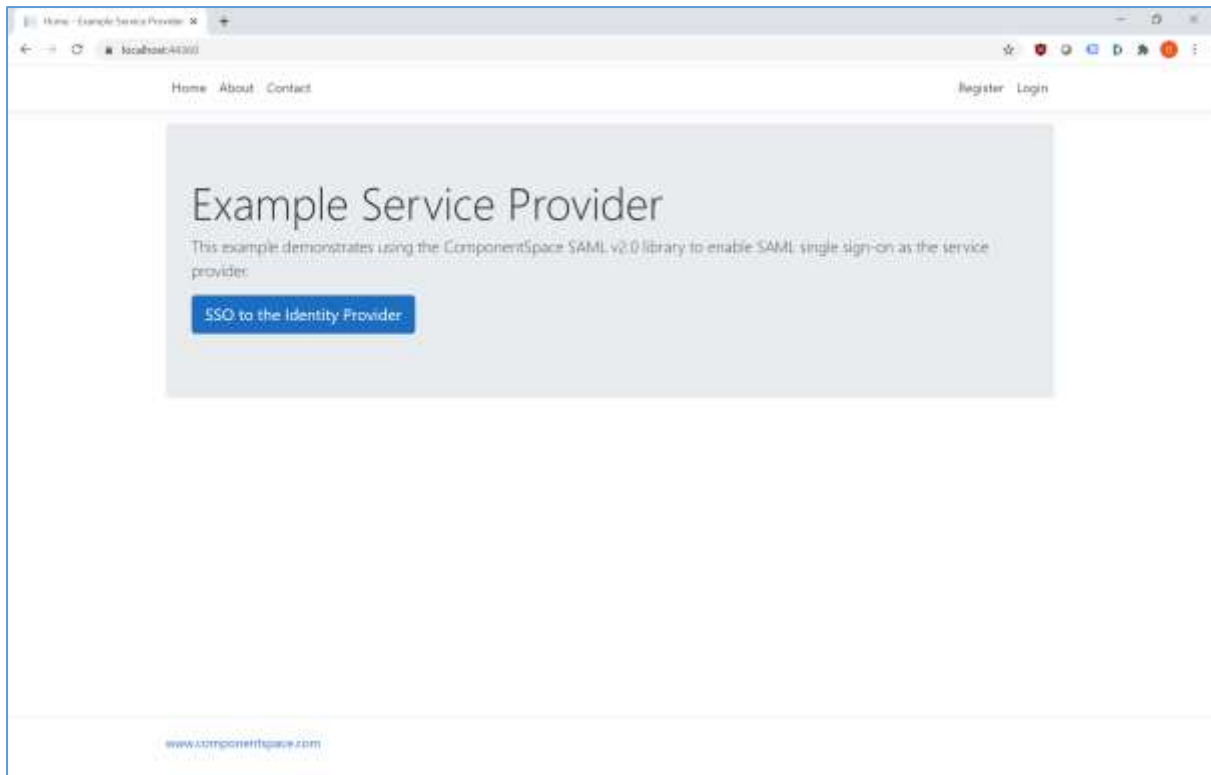 Home - Example Service Provider
localhost:44360
Home About Contact
Register Login
Example Service Provider
This example demonstrates using the ComponentSpace SAML v2.0 library to enable SAML single sign-on as the service
provider.
SSO to the Identity Provider
www.componentspace.com